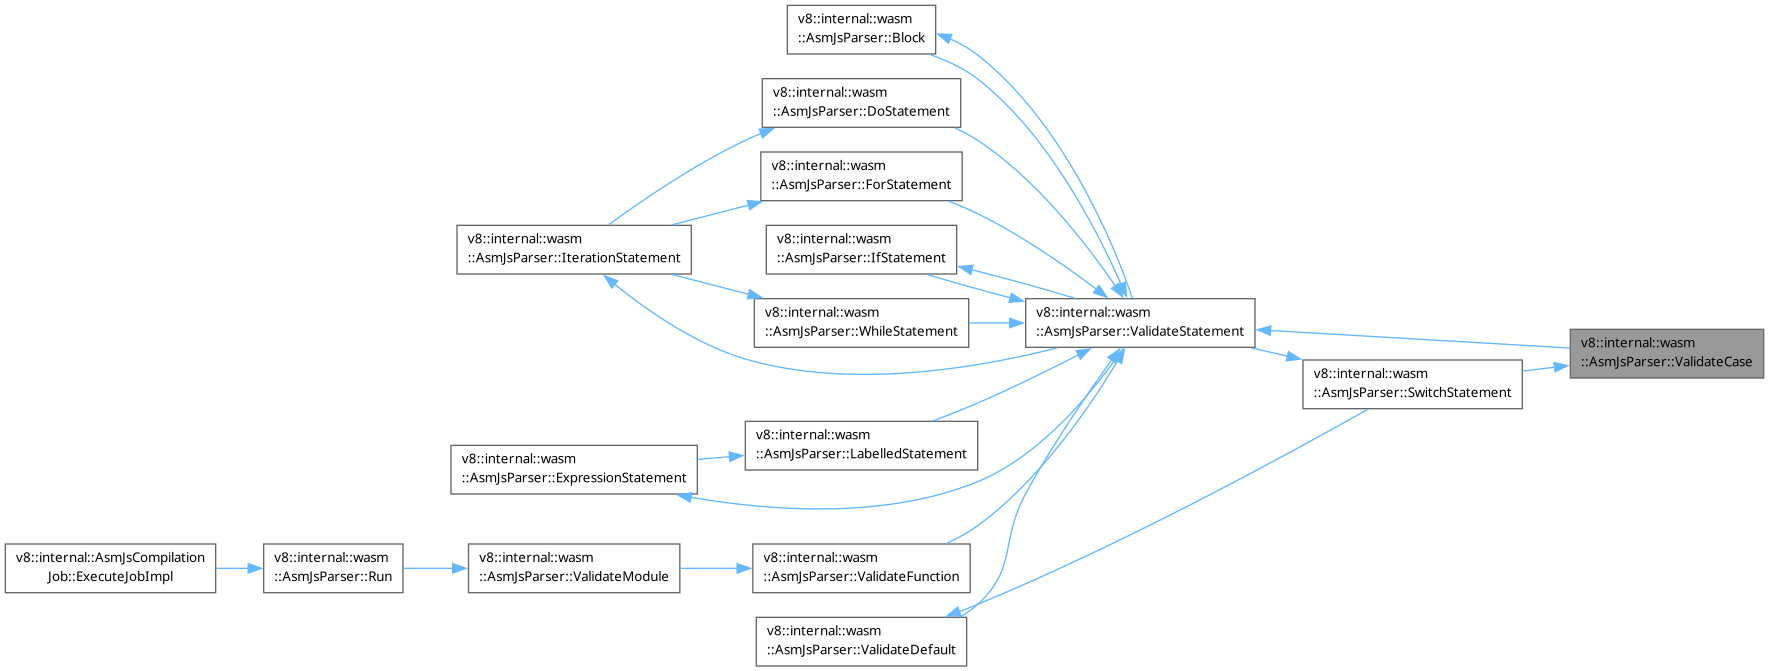 v8::internal::wasm
::AsmJsParser::Block
v8::internal::wasm
::AsmJsParser::DoStatement
v8::internal::wasm
::AsmJsParser::ForStatement
v8::internal::wasm
::AsmJsParser::IterationStatement
v8::internal::wasm
::AsmJsParser::IfStatement
v8::internal::wasm
::AsmJsParser::WhileStatement
v8::internal::wasm
::AsmJsParser::ValidateStatement
v8::internal::wasm
::AsmJsParser::ValidateCase
v8::internal::wasm
::AsmJsParser::SwitchStatement
v8::internal::wasm
::AsmJsParser::LabelledStatement
v8::internal::wasm
::AsmJsParser::ExpressionStatement
v8::internal::AsmJsCompilation
Job::ExecuteJobImpl
v8::internal::wasm
::AsmJsParser::Run
v8::internal::wasm
::AsmJsParser::ValidateModule
v8::internal::wasm
::AsmJsParser::ValidateFunction
v8::internal::wasm
::AsmJsParser::ValidateDefault